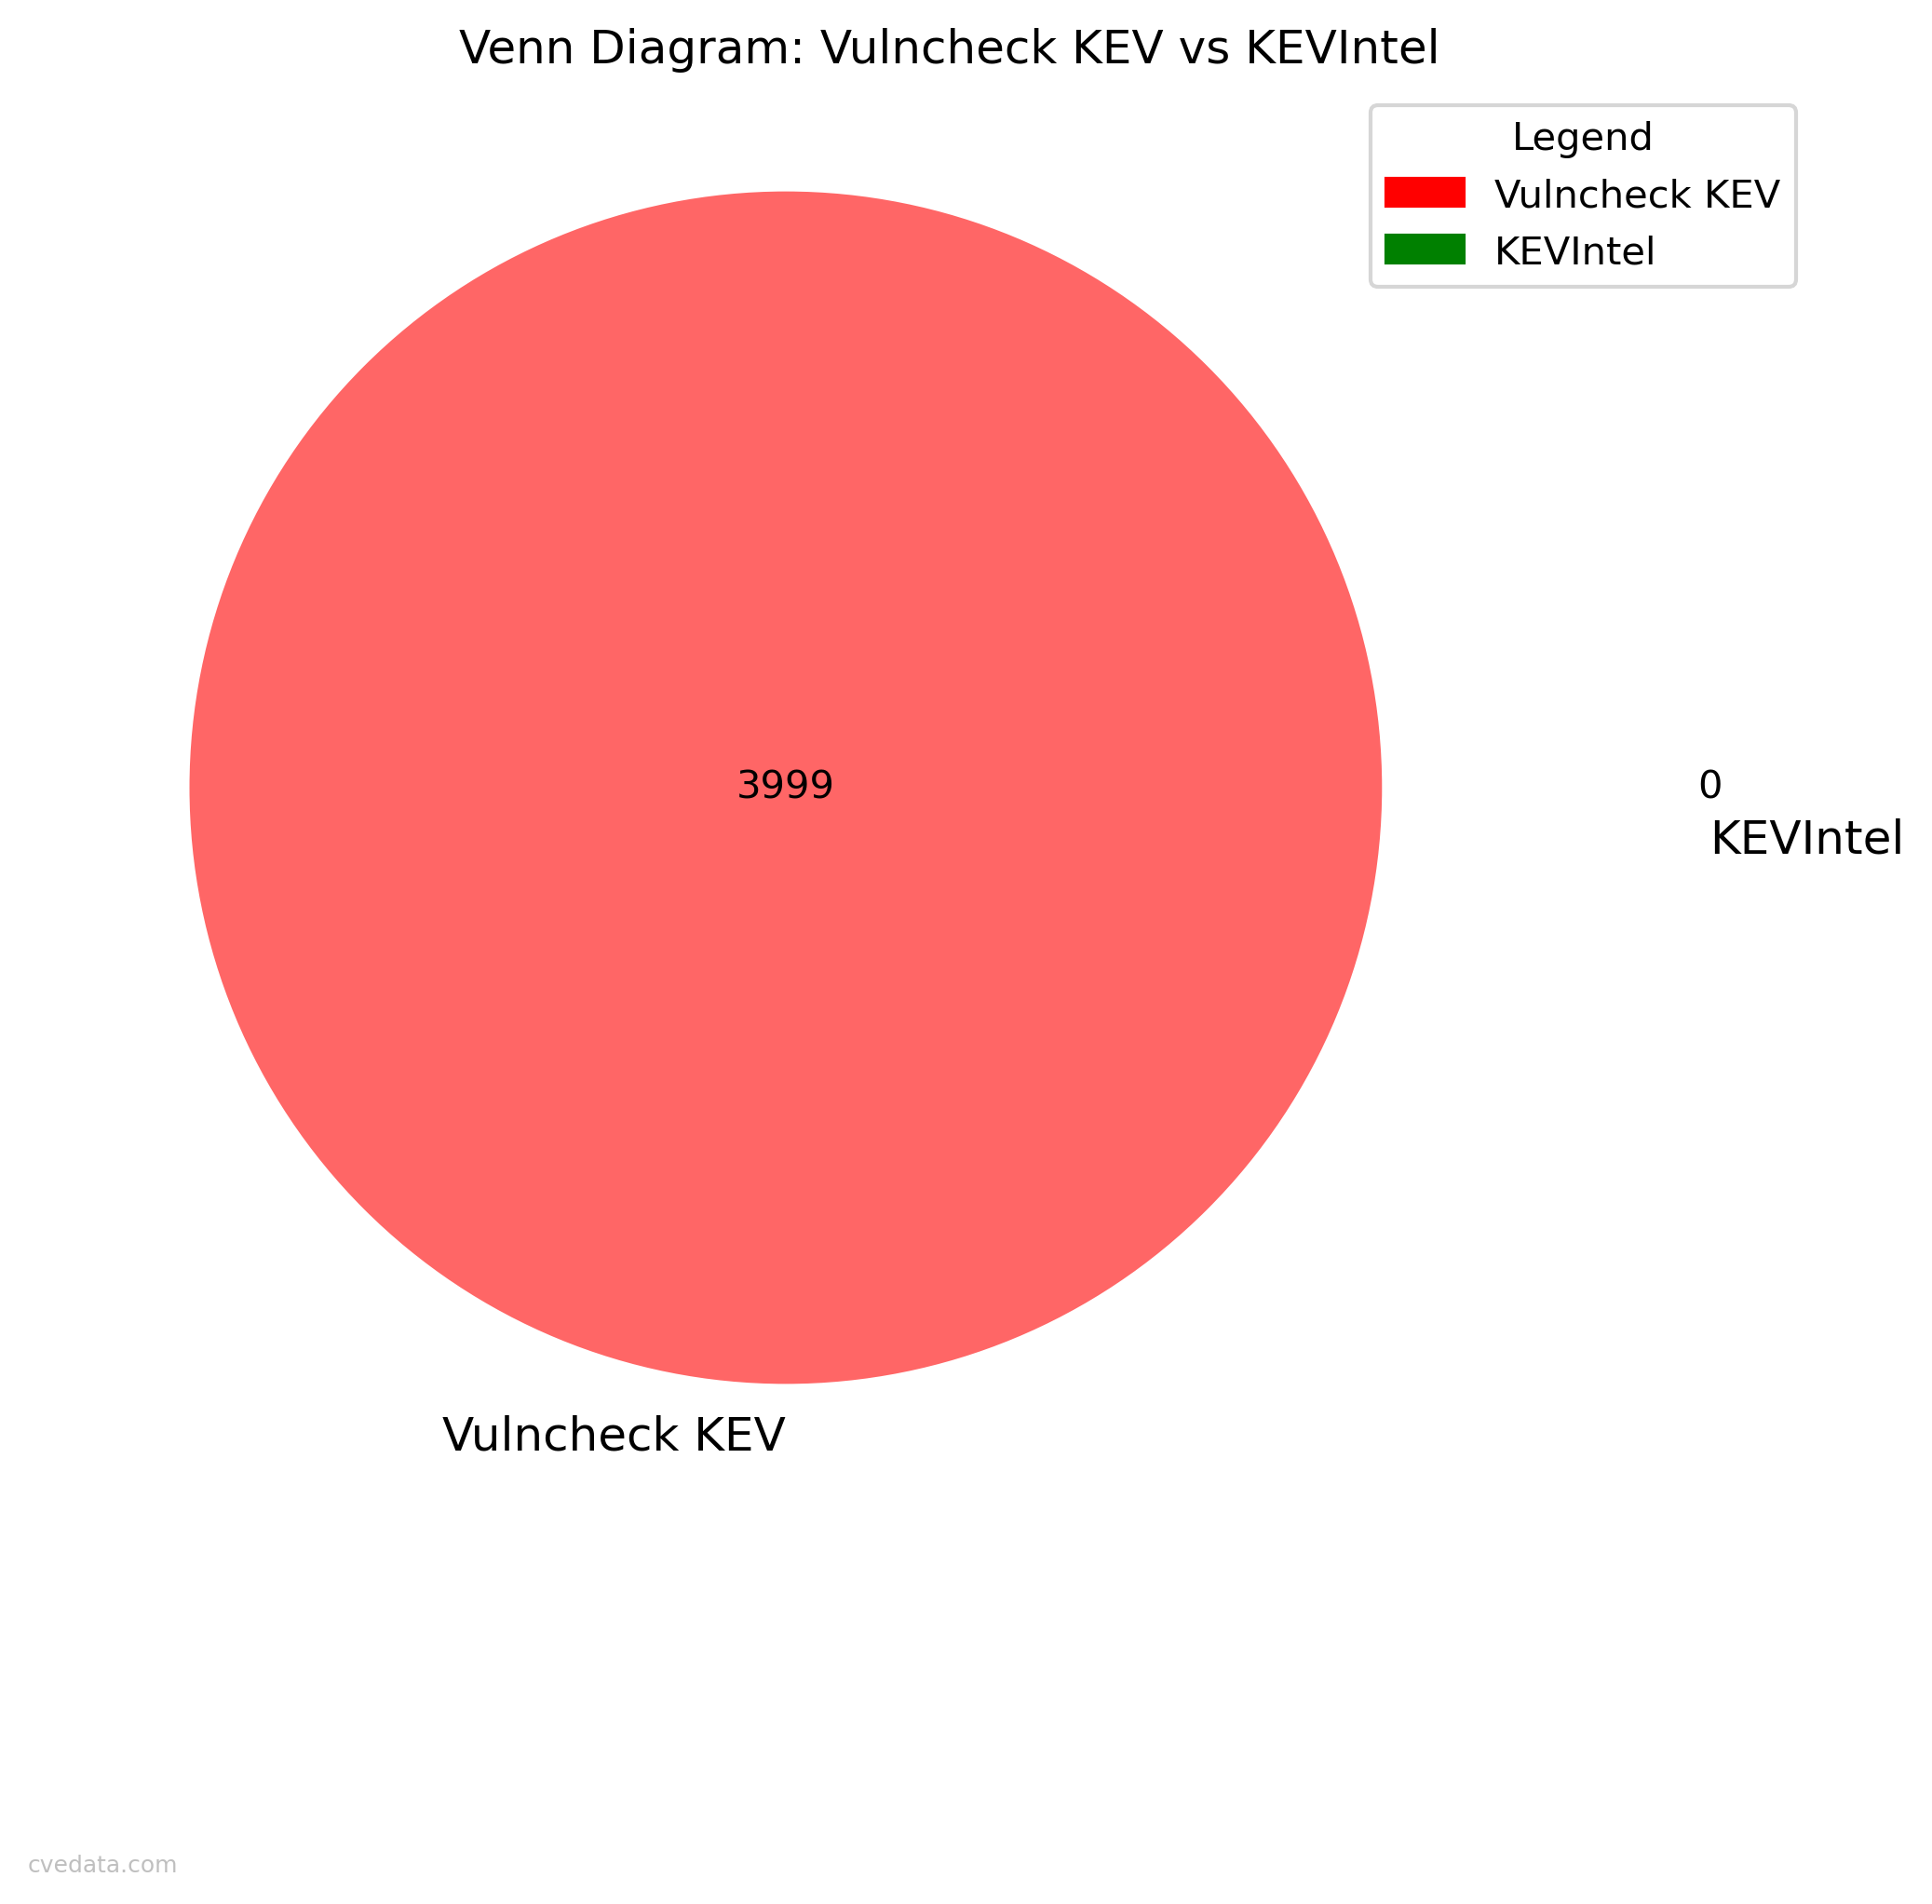 Venn Diagram: Vulncheck KEV vs KEVIntel
Legend
Vulncheck KEV
KEVIntel
3999
0
KEVIntel
Vulncheck KEV
cvedata.com